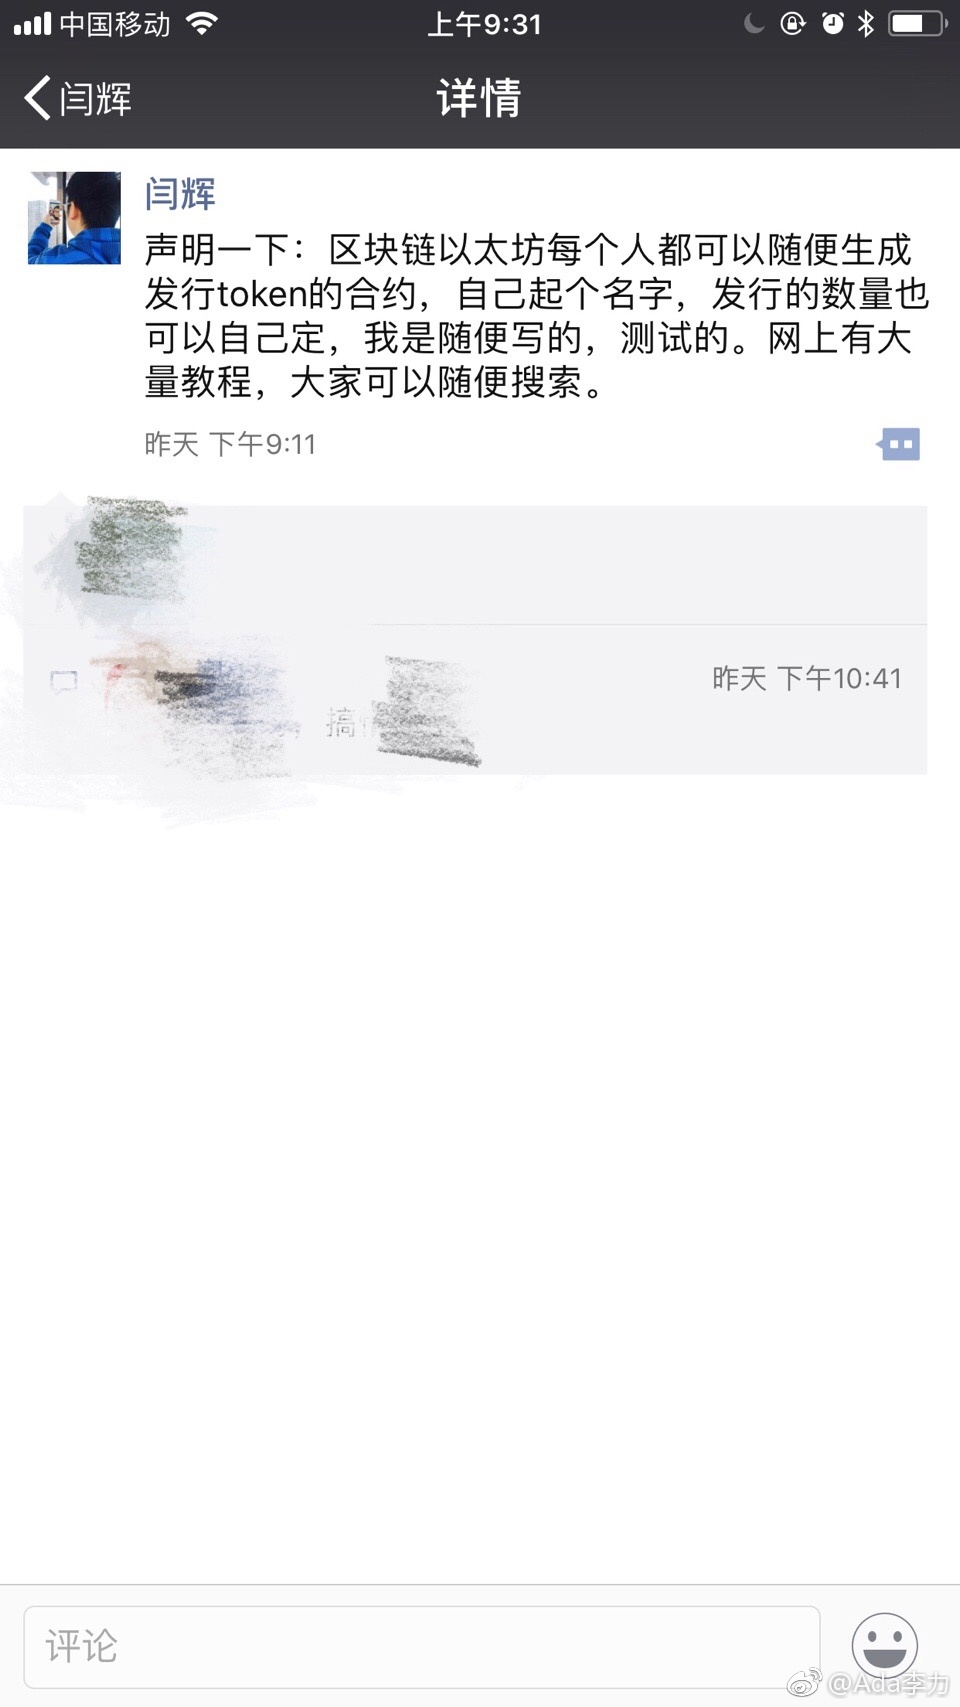 中国移动
上午9:31
闫辉
详情
闫辉
声明一下：区块链以太坊每个人都可以随便生成
发行token的合约，自己起个名字，发行的数量也
可以自己定，我是随便写的，测试的。网上有大
量教程，大家可以随便搜索。
昨天 下午9:11
昨天 下午10:41
搞
评论
@Ada李力